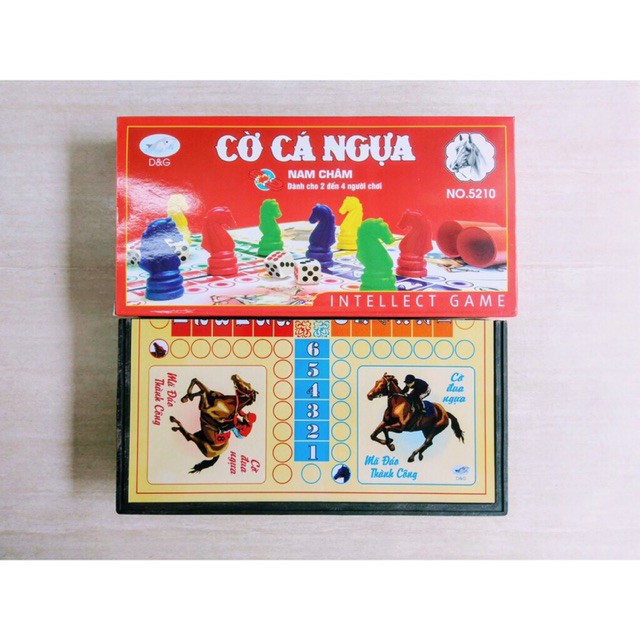 D&G
CỜ CÁ NGỰA
NAM CHÂM
Dành cho 2 đến 4 người chơi
NO.5210
INTELLECT GAME
6
5
4
3
2
1
Mã Đáo
Thành Công
Cờ
đua
ngựa
8
Cờ
đua
ngựa
Mã Đáo
Thành Công
D&G